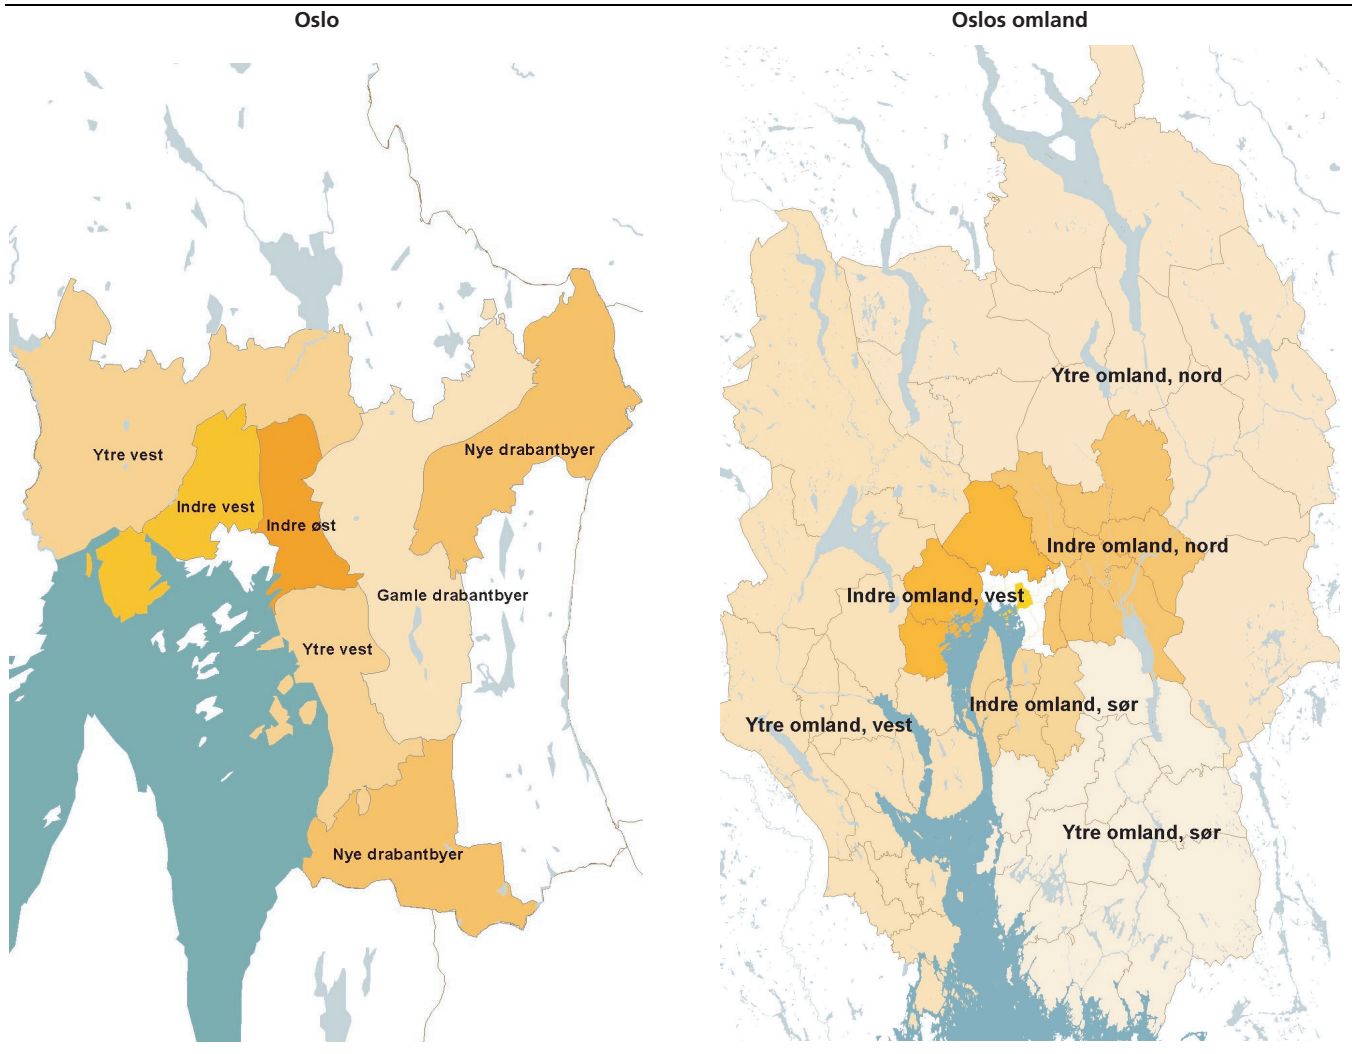 Oslo
Ytre vest
Indre vest
Indre øst
Nye drabantbyer
Gamle drabantbyer
Ytre vest
Nye drabantbyer
Oslos omland
Ytre omland, nord
Indre omland, nord
Indre omland, vest
Indre omland, sør
Ytre omland, vest
Ytre omland, sør